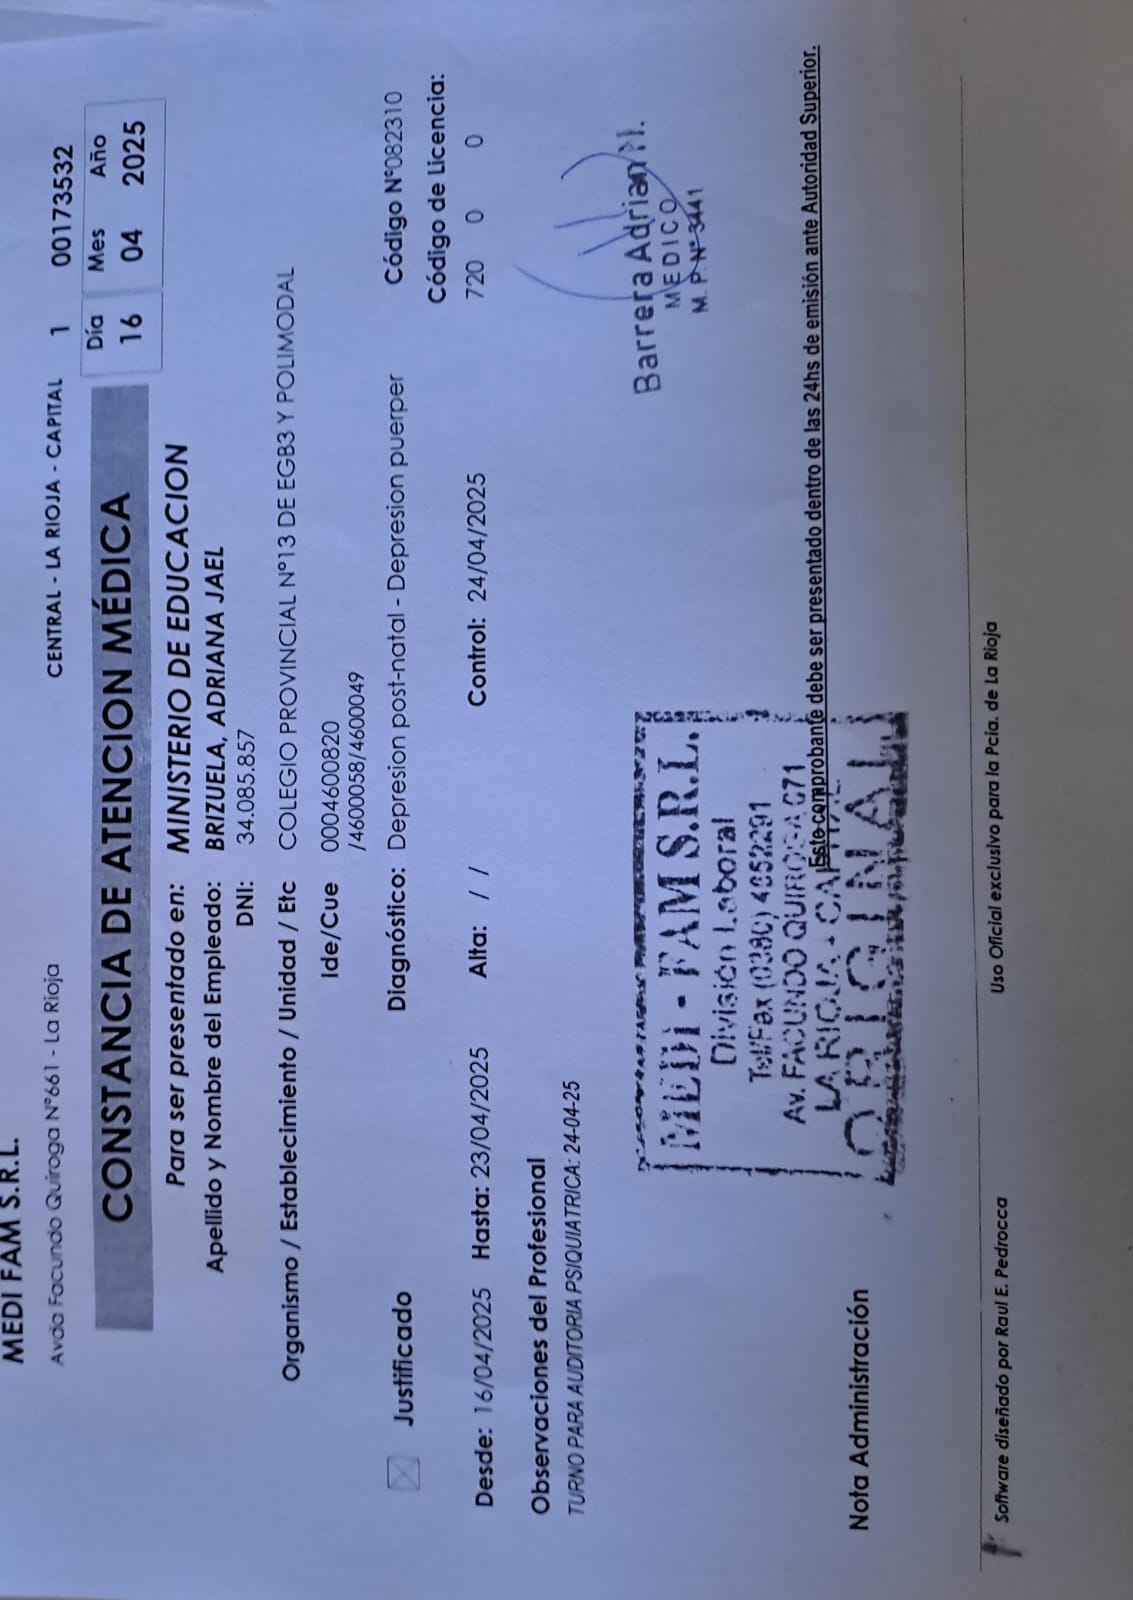 MEDI FAM S.R.L.
Avda Facundo Quiroga N°661 - La Rioja
CENTRAL - LA RIOJA - CAPITAL 1 00173532
CONSTANCIA DE ATENCION MÉDICA
Día Mes Año
16 04 2025
Para ser presentado en: MINISTERIO DE EDUCACION
Apellido y Nombre del Empleado: BRIZUELA, ADRIANA JAEL
DNI: 34.085.857
Organismo / Establecimiento / Unidad / Etc COLEGIO PROVINCIAL N°13 DE EGB3 Y POLIMODAL
Ide/Cue 0004600820
/4600058/4600049
Justificado Diagnóstico: Depresion post-natal - Depresion puerper Código N°082310
Código de Licencia:
Desde: 16/04/2025 Hasta: 23/04/2025 Alta: / / Control: 24/04/2025 720 0 0
Observaciones del Profesional
TURNO PARA AUDITORIA PSIQUIATRICA: 24-04-25
Barrera Adrian N.
MEDICO
M. P. N° 3441
MEDI - FAM S.R.L.
División Laboral
Tel/Fax (0380) 4352291
Av. FACUNDO QUIROGA 671
LA RIOJA - CAPITAL
ORIGINAL
Este comprobante debe ser presentado dentro de las 24hs de emisión ante Autoridad Superior.
Nota Administración
Software diseñado por Raul E. Pedrocca Uso Oficial exclusivo para la Pcia. de La Rioja